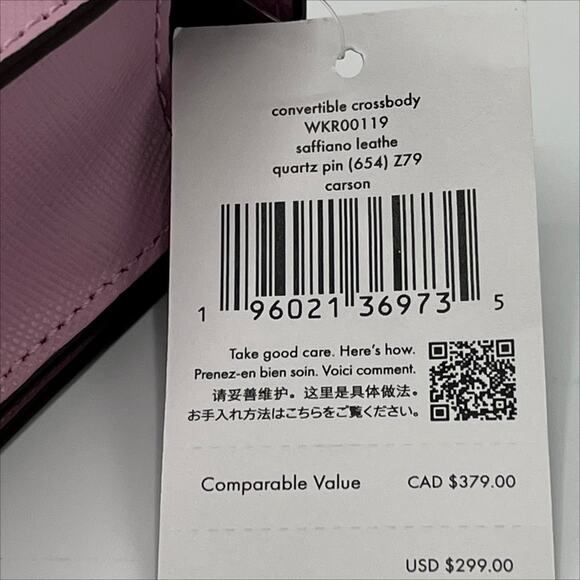 convertible crossbody
WKR00119
saffiano leathe
quartz pin (654) Z79
carson
1 96021 36973 5
Take good care. Here's how.
Prenez-en bien soin. Voici comment.
请妥善维护。这里是具体做法。
お手入れ方法はこちらをご覧ください。
Comparable Value CAD $379.00
USD $299.00